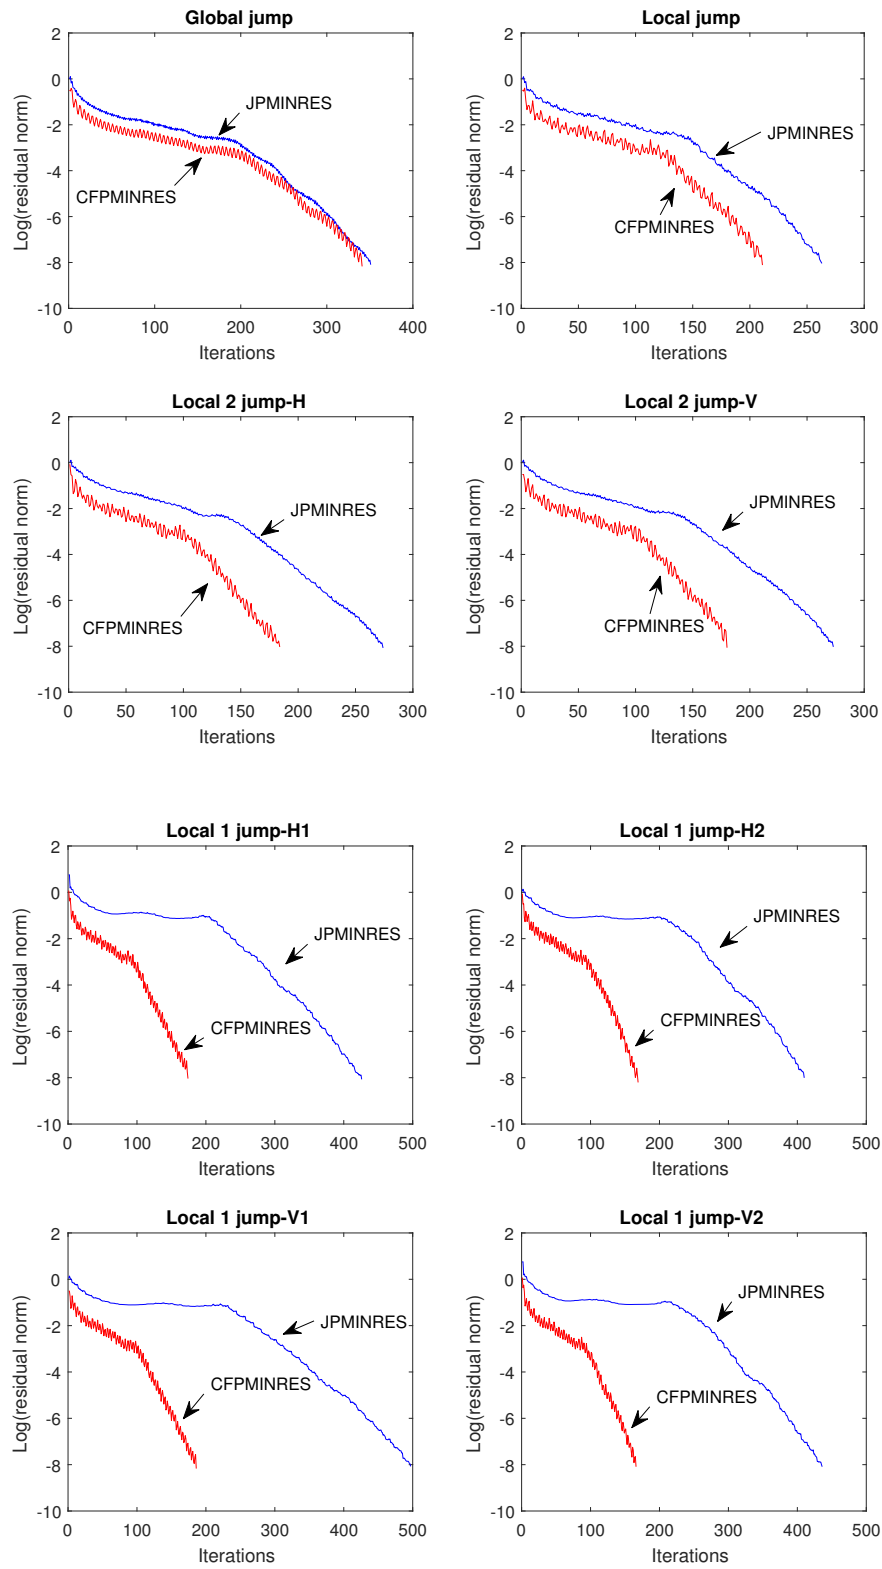 Global jump
2
0
-2
-4
-6
-8
-10
0 100 200 300 400
Log(residual norm)
Iterations
JPMINRES
CFPMINRES
Local jump
2
0
-2
-4
-6
-8
-10
0 50 100 150 200 250 300
Log(residual norm)
Iterations
JPMINRES
CFPMINRES
Local 2 jump-H
2
0
-2
-4
-6
-8
-10
0 50 100 150 200 250 300
Log(residual norm)
Iterations
JPMINRES
CFPMINRES
Local 2 jump-V
2
0
-2
-4
-6
-8
-10
0 50 100 150 200 250 300
Log(residual norm)
Iterations
JPMINRES
CFPMINRES
Local 1 jump-H1
2
0
-2
-4
-6
-8
-10
0 100 200 300 400 500
Log(residual norm)
Iterations
JPMINRES
CFPMINRES
Local 1 jump-H2
2
0
-2
-4
-6
-8
-10
0 100 200 300 400 500
Log(residual norm)
Iterations
JPMINRES
CFPMINRES
Local 1 jump-V1
2
0
-2
-4
-6
-8
-10
0 100 200 300 400 500
Log(residual norm)
Iterations
JPMINRES
CFPMINRES
Local 1 jump-V2
2
0
-2
-4
-6
-8
-10
0 100 200 300 400 500
Log(residual norm)
Iterations
JPMINRES
CFPMINRES